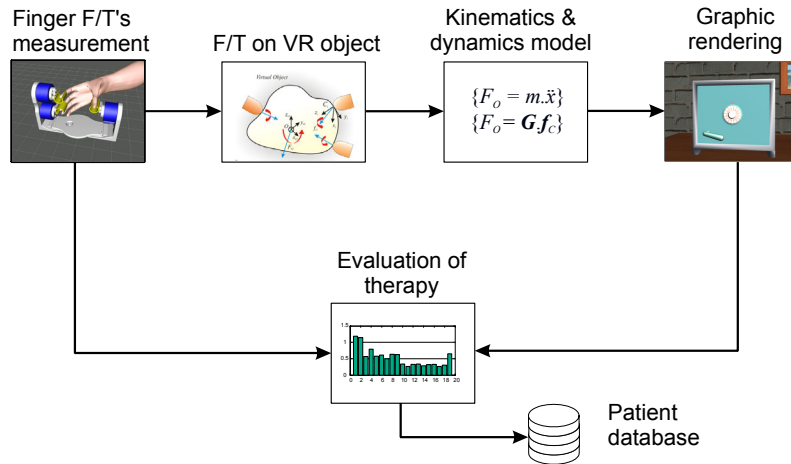 Finger F/T's
measurement
F/T on VR object
Kinematics &
dynamics model
Graphic
rendering
Virtual Object
{F_O = m.ẍ}
{F_O = G.f_C}
Evaluation of
therapy
1.5
1
0.5
0
0 2 4 6 8 10 12 14 16 18 20
Patient
database